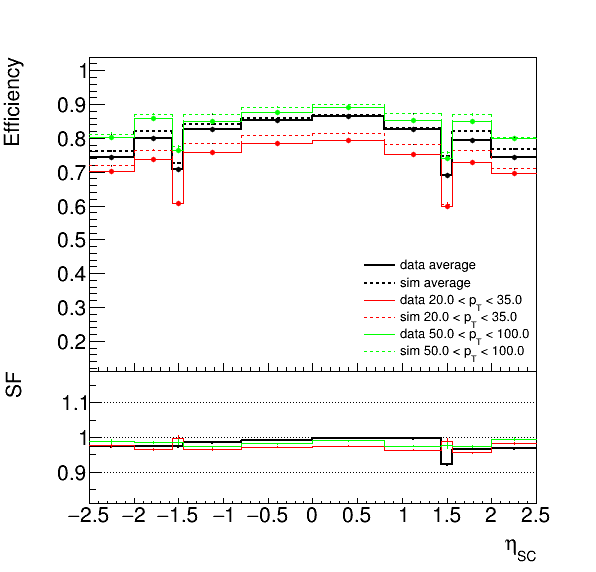 Efficiency
1
0.9
0.8
0.7
0.6
0.5
0.4
0.3
0.2
data average
sim average
data 20.0 < p_T < 35.0
sim 20.0 < p_T < 35.0
data 50.0 < p_T < 100.0
sim 50.0 < p_T < 100.0
SF
1.1
1
0.9
−2.5 −2 −1.5 −1 −0.5 0 0.5 1 1.5 2 2.5
η_SC